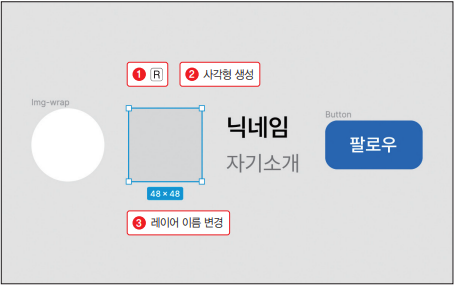 1 R 2 사각형 생성
Img-wrap
Button
닉네임
자기소개
팔로우
48 × 48
3 레이어 이름 변경